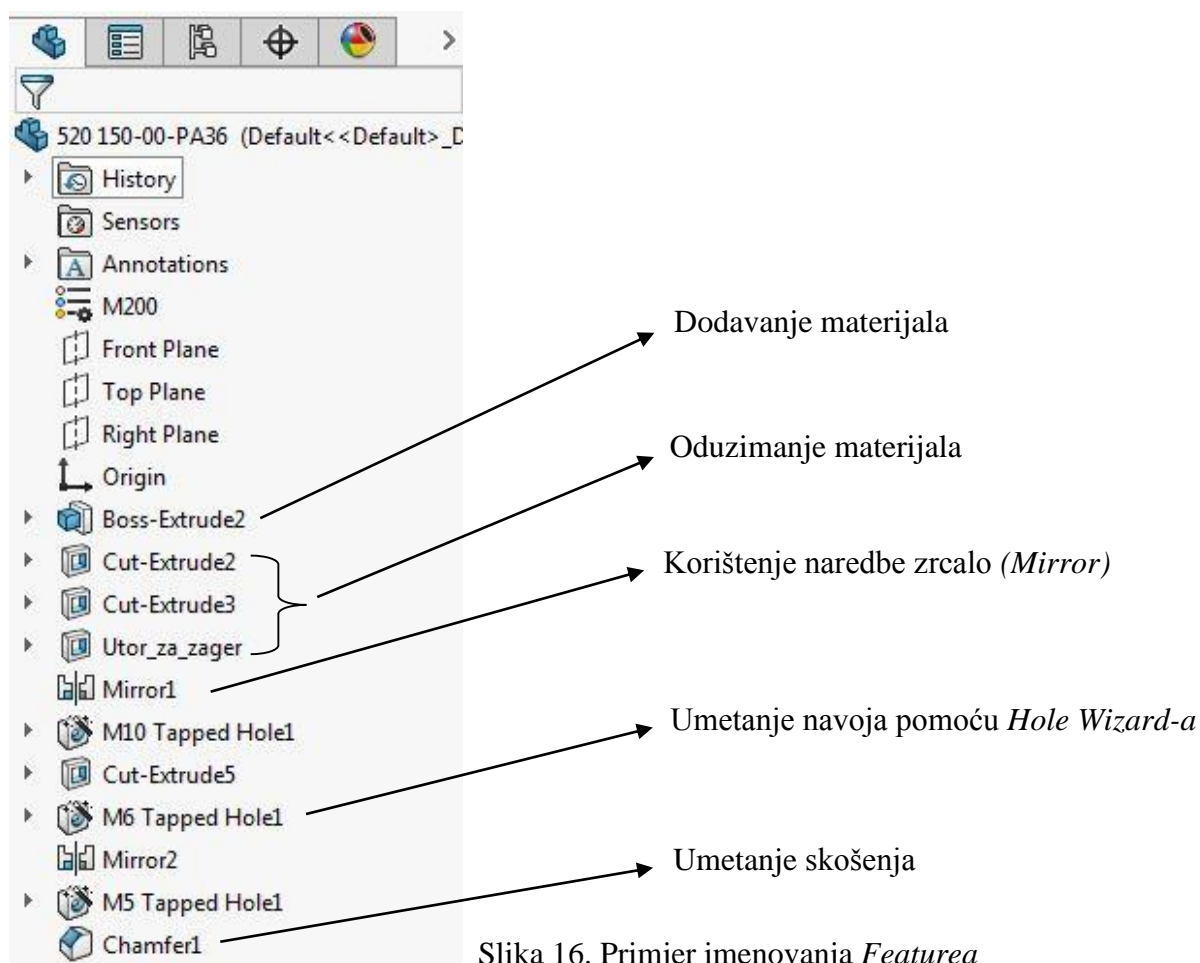 520 150-00-PA36 (Default<<Default>_D
History
Sensors
A Annotations
M200
Front Plane
Top Plane
Right Plane
Origin
Boss-Extrude2
Cut-Extrude2
Cut-Extrude3
Utor_za_zager
Mirror1
M10 Tapped Hole1
Cut-Extrude5
M6 Tapped Hole1
Mirror2
M5 Tapped Hole1
Chamfer1
Dodavanje materijala
Oduzimanje materijala
Korištenje naredbe zrcalo (Mirror)
Umetanje navoja pomoću Hole Wizard-a
Umetanje skošenja
Slika 16. Primjer imenovanja Featurea